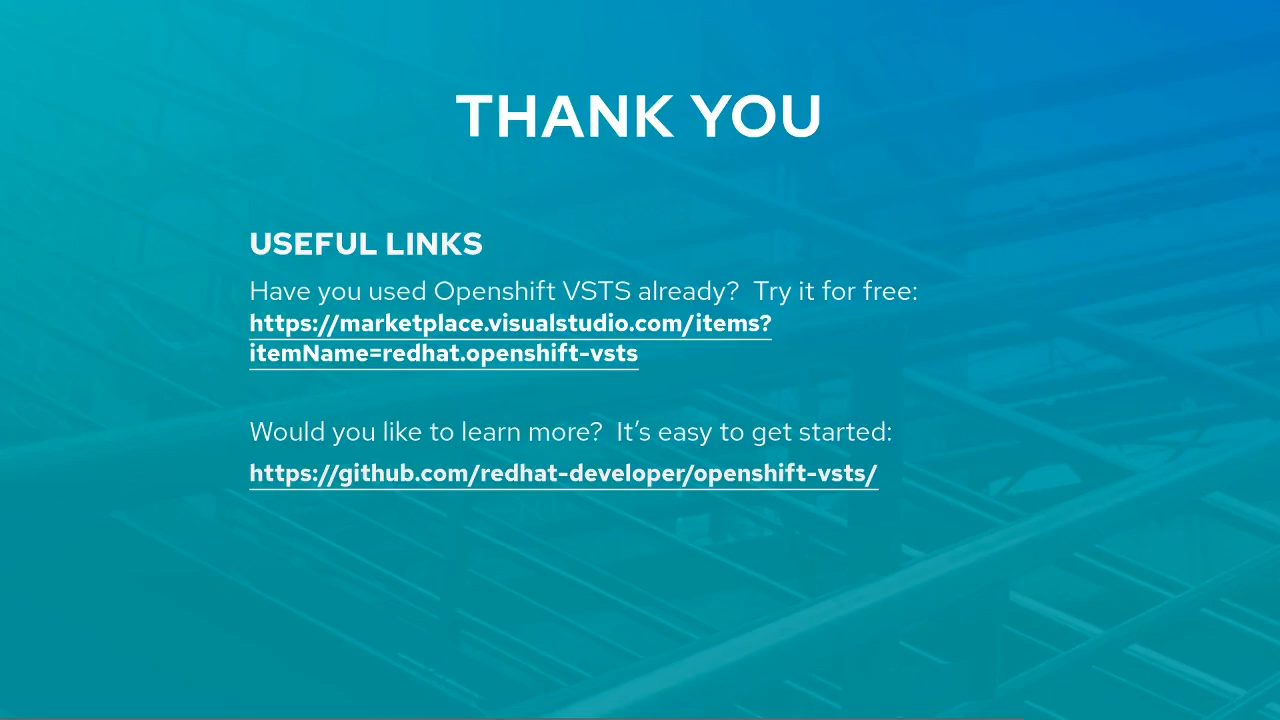 THANK YOU
USEFUL LINKS
Have you used Openshift VSTS already?  Try it for free:
https://marketplace.visualstudio.com/items?
itemName=redhat.openshift-vsts
Would you like to learn more?  It’s easy to get started:
https://github.com/redhat-developer/openshift-vsts/